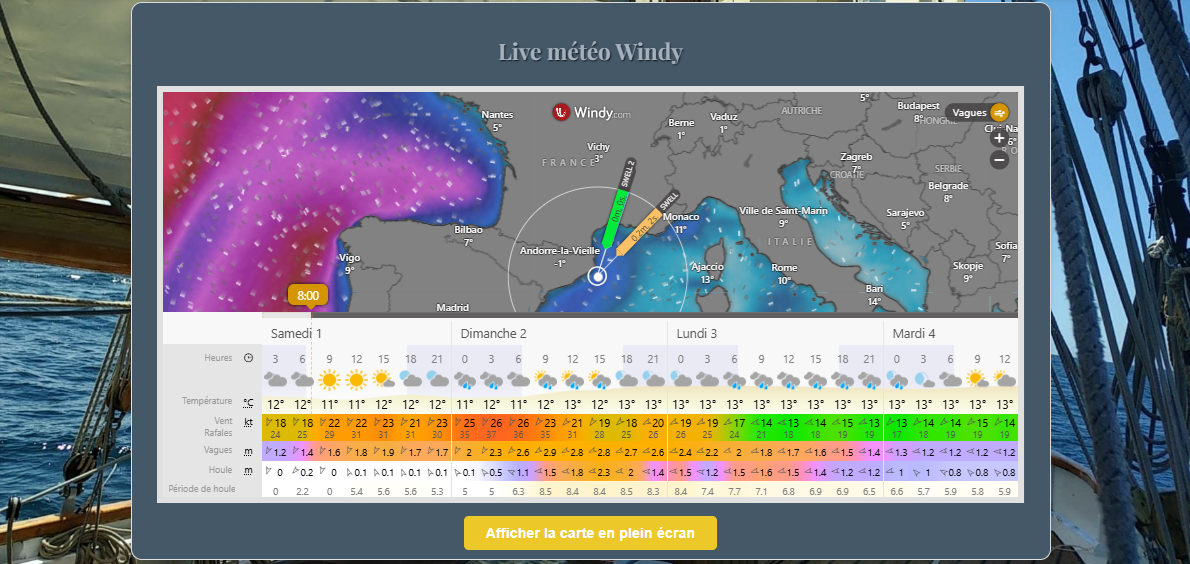 Live météo Windy
Windy.com
Vagues
+
−
Nantes
5°
Berne
1°
Vaduz
1°
AUTRICHE
5°
Budapest
8°
HONGRI
6°
Vichy
3°
FRANCE
Zagreb
7°
CROATIE
SERBIE
Belgrade
8°
SWELL 2
0m, 0s
SWELL
0.2m, 2s
Monaco
11°
Ville de Saint-Marin
9°
ITALIE
Sarajevo
5°
Bilbao
7°
Andorre-la-Vieille
-1°
Vigo
9°
Ajaccio
13°
Rome
10°
Skopje
9°
Sofia
7°
Bari
14°
Madrid
8:00
Samedi 1 Dimanche 2 Lundi 3 Mardi 4
Heures 3 6 9 12 15 18 21 0 3 6 9 12 15 18 21 0 3 6 9 12 15 18 21 0 3 6 9 12
Température °C 12° 12° 11° 11° 12° 12° 12° 11° 12° 12° 12° 12° 13° 12° 13° 13° 13° 13° 13° 13° 13° 13° 13° 13° 13° 13° 13° 13°
Vent kt 18 18 22 22 23 21 23 25 26 26 23 21 19 18 20 19 19 17 14 12 13 14 14 13 14 14 13 14
Rafales 24 25 29 31 31 31 30 35 37 36 35 31 28 25 26 26 25 24 21 18 18 19 19 17 18 19 19 19
Vagues m 1.2 1.4 1.6 1.8 1.9 1.7 1.7 2 2.1 2.6 2.9 2.8 2.8 2.7 2.6 2.4 2.2 2 2 1.8 1.7 1.6 1.5 1.4 1.3 1.2 1.2 1.2
Houle m 0 0.2 0 0.1 0.1 0.1 0.1 0.1 0.5 1.1 1.5 1.8 2.3 2 1.4 1.5 1.2 1.5 1.6 1.5 1.4 1.2 1.2 1 1 0.8 0.8 0.8
Période de houle 0 2.2 0 5.4 5.6 5.6 5.3 5 5 6.3 8.5 8.4 8.4 8.5 8.3 8.4 7.4 7.7 7.1 6.8 6.9 6.9 6.5 6.6 5.7 5.9 5.8 5.9
Afficher la carte en plein écran